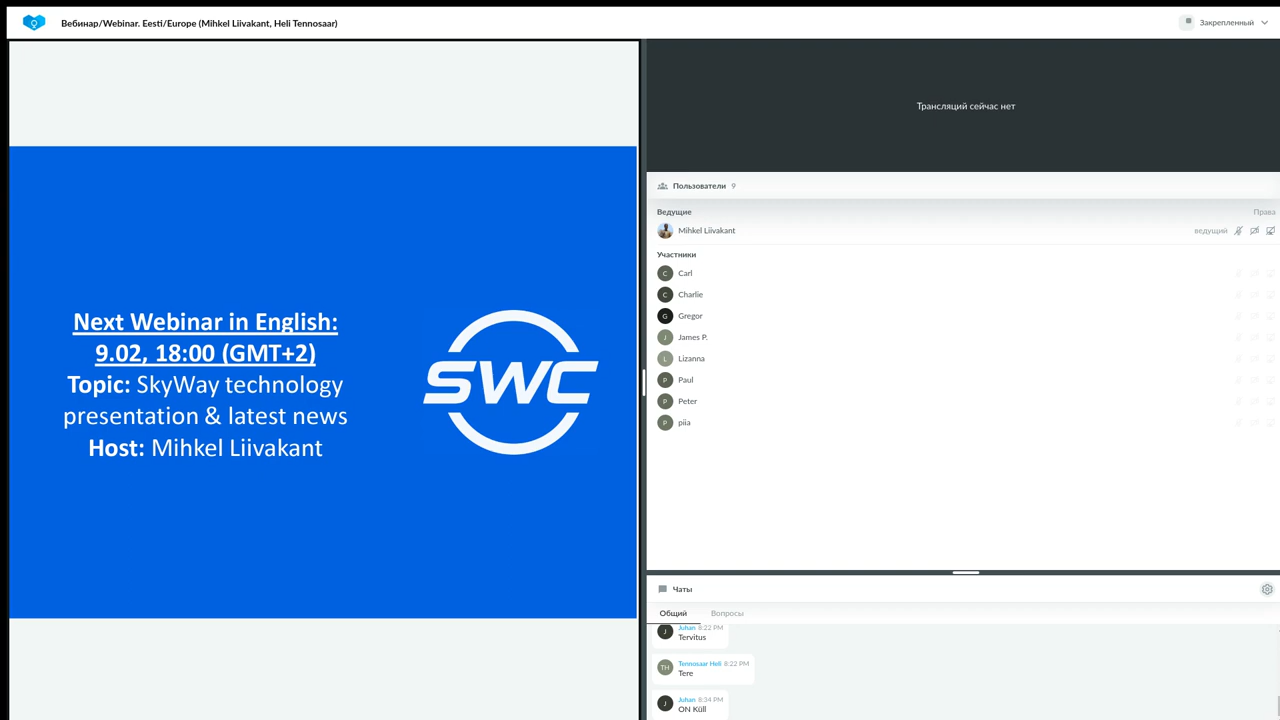 Вебинар/Webinar. Eesti/Europe (Mihkel Liivakant, Heli Tennosaar)
Закрепленный
Next Webinar in English:
9.02, 18:00 (GMT+2)
Topic: SkyWay technology
presentation & latest news
Host: Mihkel Liivakant
SWC
Трансляций сейчас нет
Пользователи 9
Ведущие Права
Mihkel Liivakant ведущий
Участники
C Carl
C Charlie
G Gregor
J James P.
L Lizanna
P Paul
P Peter
P piia
Чаты
Общий Вопросы
J Juhan 8:22 PM
Tervitus
TH Tennosaar Heli 8:22 PM
Tere
J Juhan 8:34 PM
ON Küll